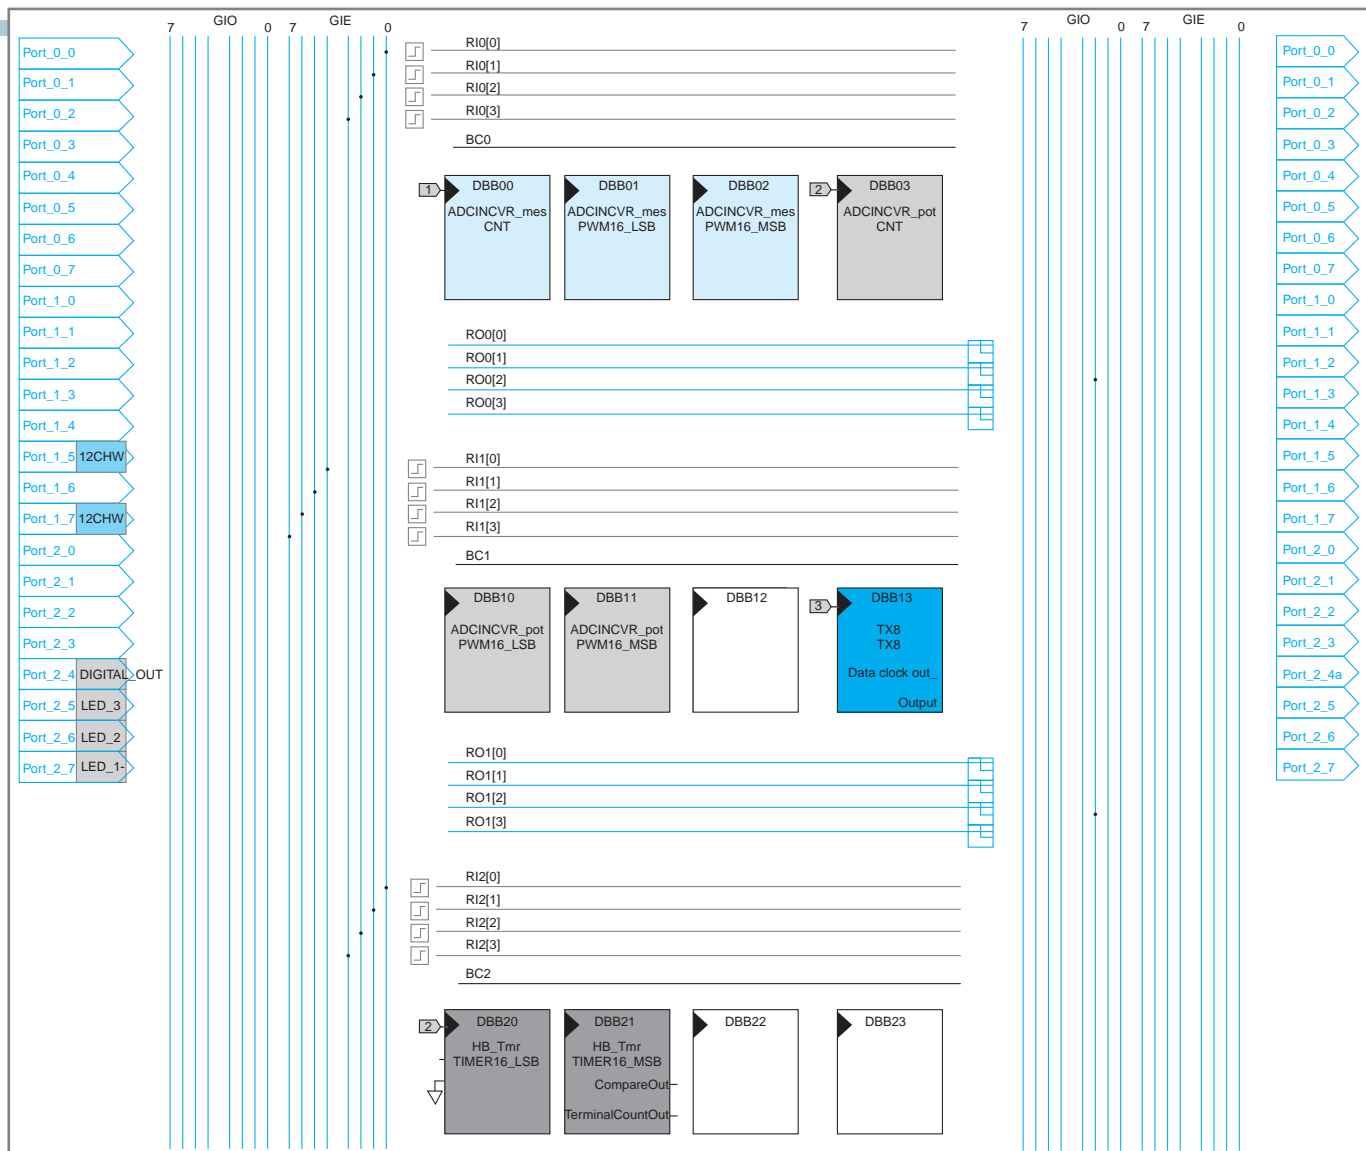 7 GIO 0 7 GIE 0
7 GIO 0 7 GIE 0
Port_0_0
Port_0_1
Port_0_2
Port_0_3
Port_0_4
Port_0_5
Port_0_6
Port_0_7
Port_1_0
Port_1_1
Port_1_2
Port_1_3
Port_1_4
Port_1_5 12CHW
Port_1_6
Port_1_7 12CHW
Port_2_0
Port_2_1
Port_2_2
Port_2_3
Port_2_4 DIGITAL_OUT
Port_2_5 LED_3
Port_2_6 LED_2
Port_2_7 LED_1-
RI0[0]
RI0[1]
RI0[2]
RI0[3]
BC0
1
DBB00
ADCINCVR_mes
CNT
DBB01
ADCINCVR_mes
PWM16_LSB
DBB02
ADCINCVR_mes
PWM16_MSB
2
DBB03
ADCINCVR_pot
CNT
RO0[0]
RO0[1]
RO0[2]
RO0[3]
RI1[0]
RI1[1]
RI1[2]
RI1[3]
BC1
DBB10
ADCINCVR_pot
PWM16_LSB
DBB11
ADCINCVR_pot
PWM16_MSB
DBB12
3
DBB13
TX8
TX8
Data clock out_
Output
RO1[0]
RO1[1]
RO1[2]
RO1[3]
RI2[0]
RI2[1]
RI2[2]
RI2[3]
BC2
2
DBB20
HB_Tmr
TIMER16_LSB
DBB21
HB_Tmr
TIMER16_MSB
CompareOut
TerminalCountOut
DBB22
DBB23
Port_0_0
Port_0_1
Port_0_2
Port_0_3
Port_0_4
Port_0_5
Port_0_6
Port_0_7
Port_1_0
Port_1_1
Port_1_2
Port_1_3
Port_1_4
Port_1_5
Port_1_6
Port_1_7
Port_2_0
Port_2_1
Port_2_2
Port_2_3
Port_2_4a
Port_2_5
Port_2_6
Port_2_7